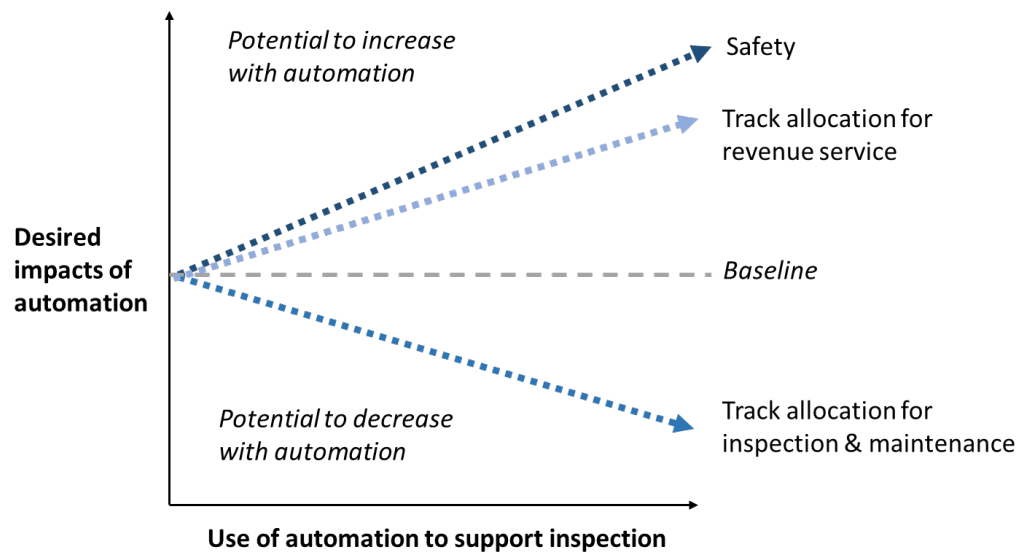 Potential to increase
with automation
Safety
Track allocation for
revenue service
Desired
impacts of
automation
Baseline
Potential to decrease
with automation
Track allocation for
inspection & maintenance
Use of automation to support inspection